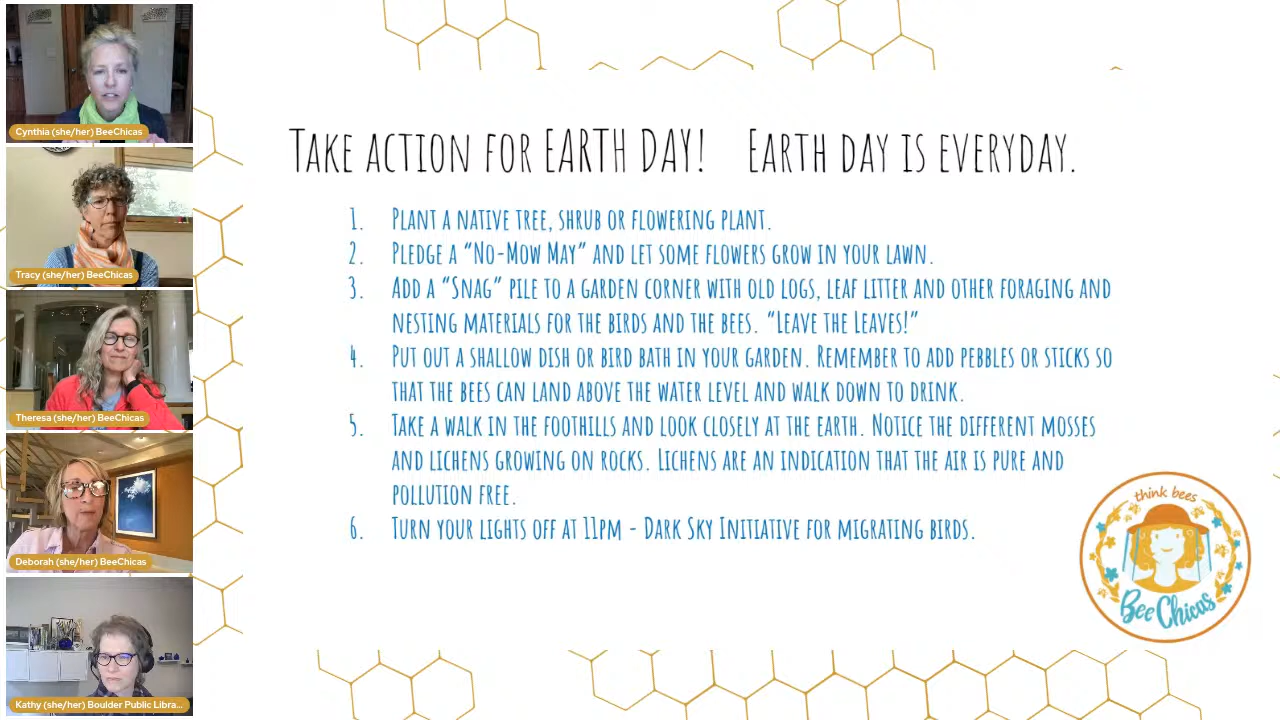 Cynthia (she/her) BeeChicas
Tracy (she/her) BeeChicas
Theresa (she/her) BeeChicas
Deborah (she/her) BeeChicas
Kathy (she/her) Boulder Public Libra...
TAKE ACTION FOR EARTH DAY! EARTH DAY IS EVERYDAY.
1. PLANT A NATIVE TREE, SHRUB OR FLOWERING PLANT.
2. PLEDGE A "NO-MOW MAY" AND LET SOME FLOWERS GROW IN YOUR LAWN.
3. ADD A "SNAG" PILE TO A GARDEN CORNER WITH OLD LOGS, LEAF LITTER AND OTHER FORAGING AND
NESTING MATERIALS FOR THE BIRDS AND THE BEES. "LEAVE THE LEAVES!"
4. PUT OUT A SHALLOW DISH OR BIRD BATH IN YOUR GARDEN. REMEMBER TO ADD PEBBLES OR STICKS SO
THAT THE BEES CAN LAND ABOVE THE WATER LEVEL AND WALK DOWN TO DRINK.
5. TAKE A WALK IN THE FOOTHILLS AND LOOK CLOSELY AT THE EARTH. NOTICE THE DIFFERENT MOSSES
AND LICHENS GROWING ON ROCKS. LICHENS ARE AN INDICATION THAT THE AIR IS PURE AND
POLLUTION FREE.
6. TURN YOUR LIGHTS OFF AT 11PM - DARK SKY INITIATIVE FOR MIGRATING BIRDS.
think bees
BeeChicas